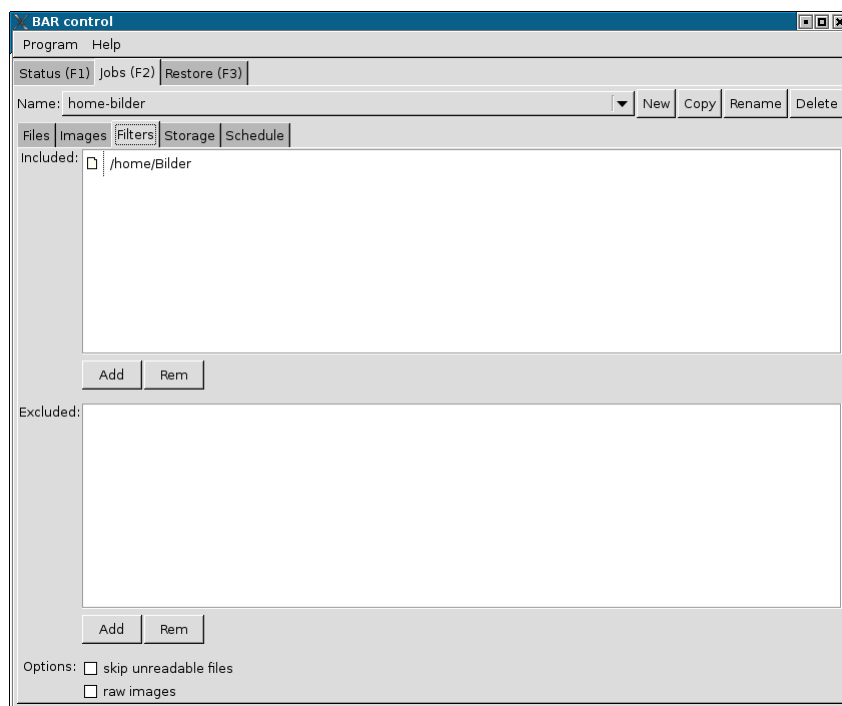 BAR control
Program Help
Status (F1) Jobs (F2) Restore (F3)
Name: home-bilder New Copy Rename Delete
Files Images Filters Storage Schedule
Included: /home/Bilder
Add Rem
Excluded:
Add Rem
Options: skip unreadable files
raw images